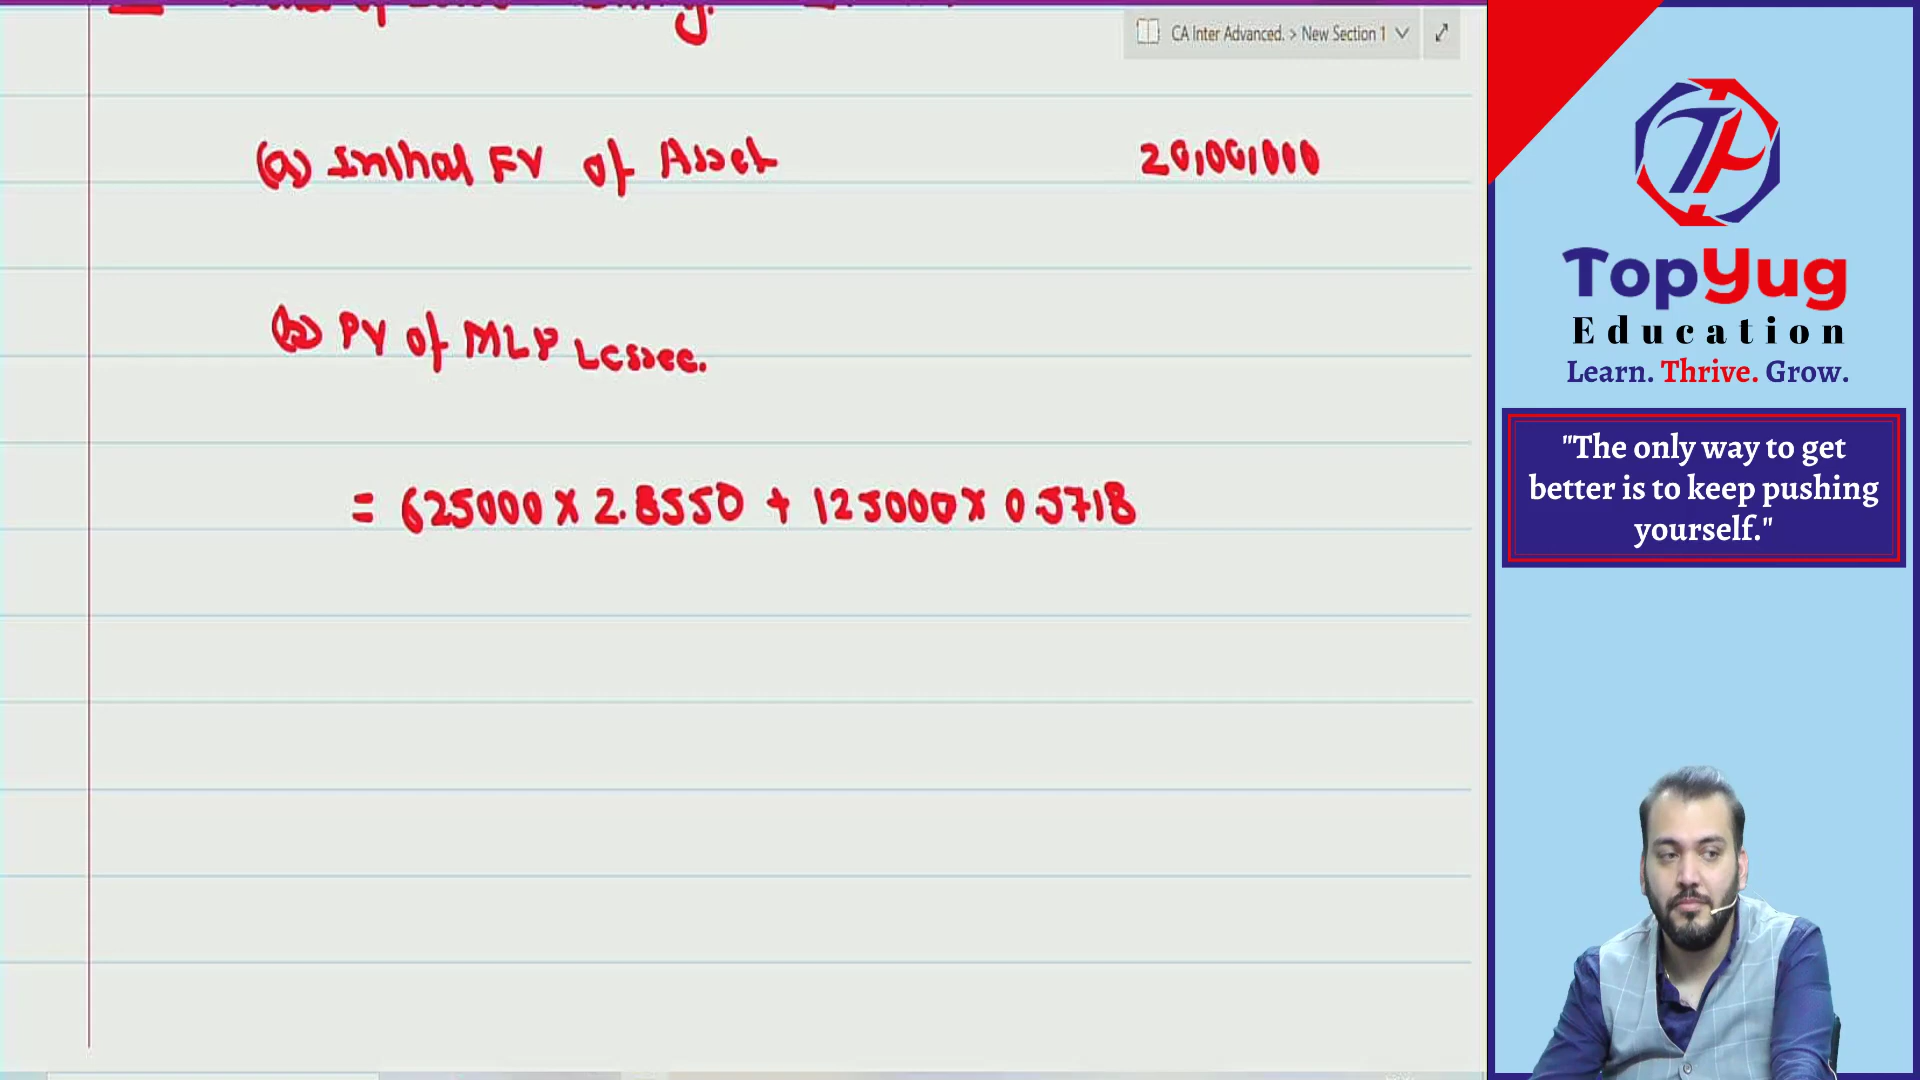 CA Inter Advanced. > New Section 1
(a) Initial FV of Asset 20,00,000
(b) PV of MLP Lessee.
= 625000 x 2.8550 + 125000 x 0.5718
TopYug
Education
Learn. Thrive. Grow.
"The only way to get
better is to keep pushing
yourself."